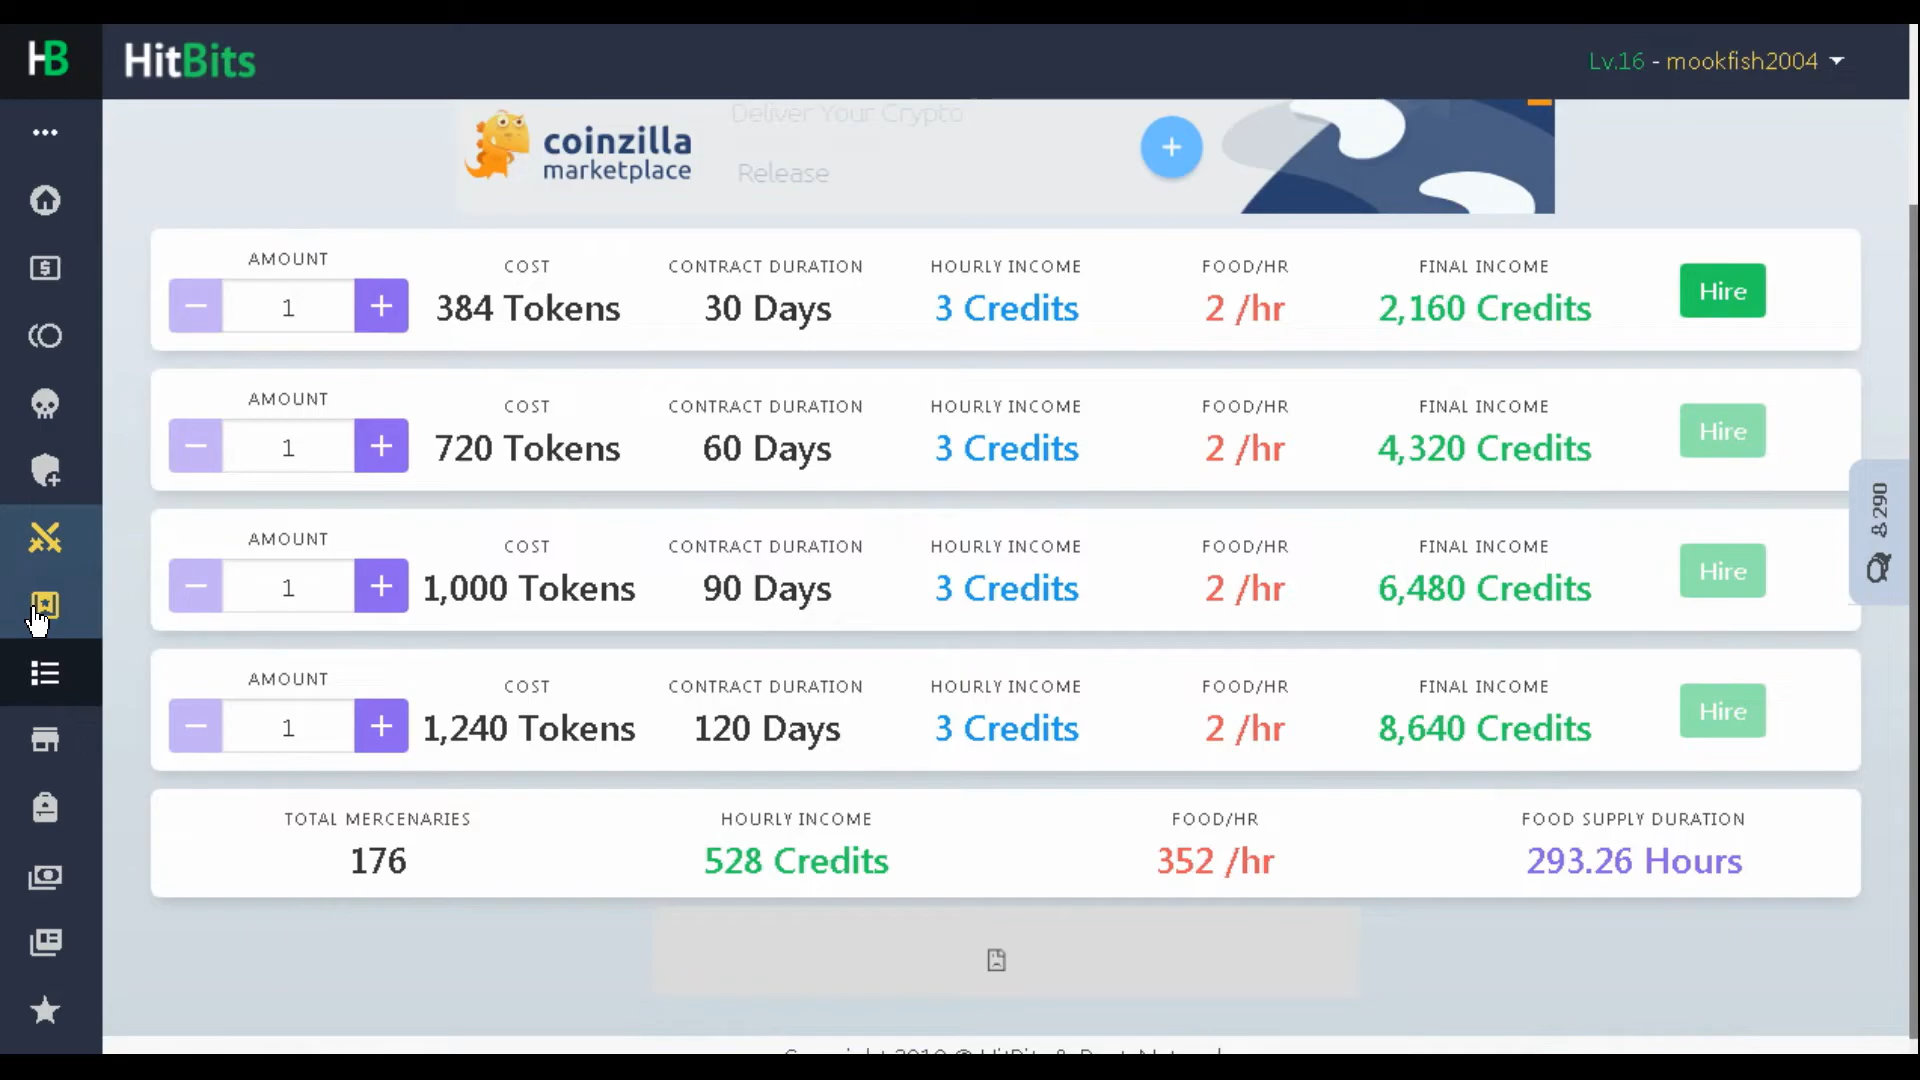 HB HitBits Lv.16 - mookfish2004
coinzilla
marketplace
Deliver Your Crypto
Release
+
AMOUNT COST CONTRACT DURATION HOURLY INCOME FOOD/HR FINAL INCOME
− 1 + 384 Tokens 30 Days 3 Credits 2 /hr 2,160 Credits Hire
AMOUNT COST CONTRACT DURATION HOURLY INCOME FOOD/HR FINAL INCOME
− 1 + 720 Tokens 60 Days 3 Credits 2 /hr 4,320 Credits Hire
AMOUNT COST CONTRACT DURATION HOURLY INCOME FOOD/HR FINAL INCOME
− 1 + 1,000 Tokens 90 Days 3 Credits 2 /hr 6,480 Credits Hire
290
AMOUNT COST CONTRACT DURATION HOURLY INCOME FOOD/HR FINAL INCOME
− 1 + 1,240 Tokens 120 Days 3 Credits 2 /hr 8,640 Credits Hire
TOTAL MERCENARIES HOURLY INCOME FOOD/HR FOOD SUPPLY DURATION
176 528 Credits 352 /hr 293.26 Hours